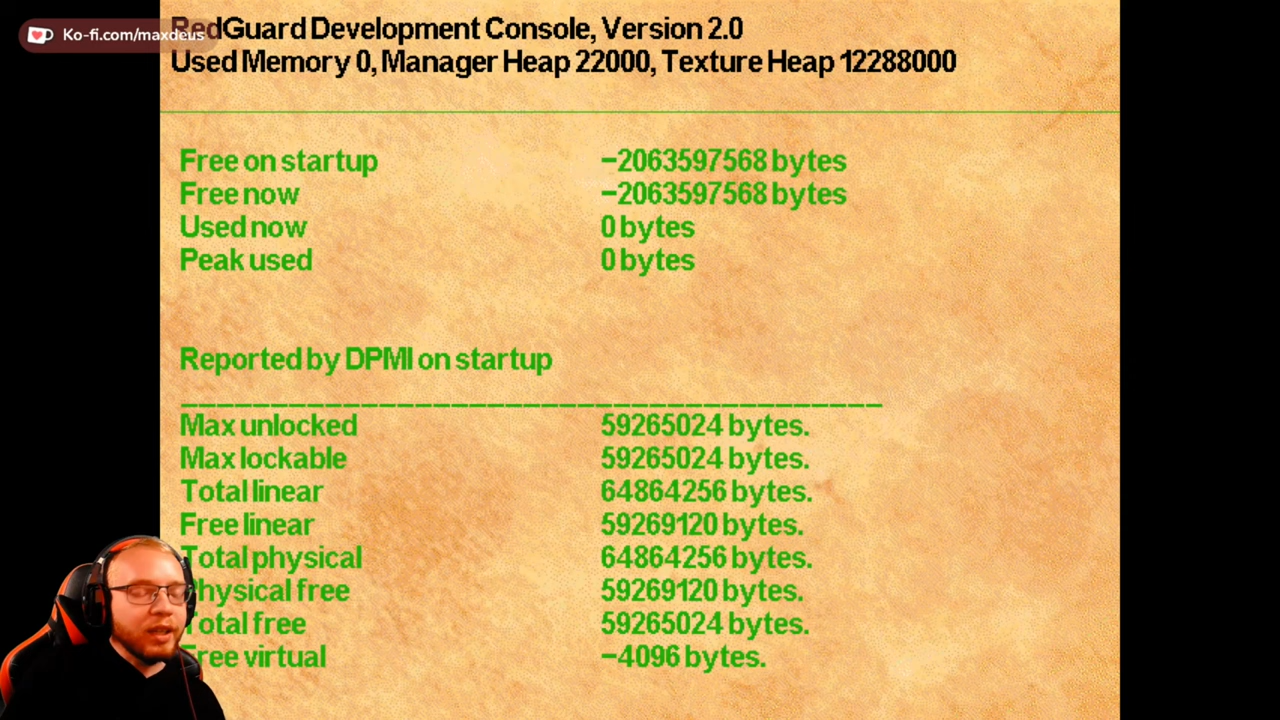 RedGuard Development Console, Version 2.0
Ko-fi.com/maxdeus
Used Memory 0, Manager Heap 22000, Texture Heap 12288000
Free on startup −2063597568 bytes
Free now −2063597568 bytes
Used now 0 bytes
Peak used 0 bytes
Reported by DPMI on startup
Max unlocked 59265024 bytes.
Max lockable 59265024 bytes.
Total linear 64864256 bytes.
Free linear 59269120 bytes.
Total physical 64864256 bytes.
Physical free 59269120 bytes.
Total free 59265024 bytes.
Free virtual −4096 bytes.